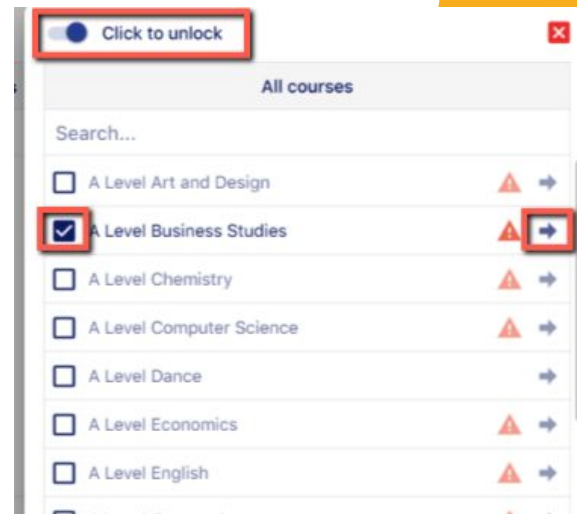 Click to unlock
All courses
Search...
A Level Art and Design
A Level Business Studies
A Level Chemistry
A Level Computer Science
A Level Dance
A Level Economics
A Level English